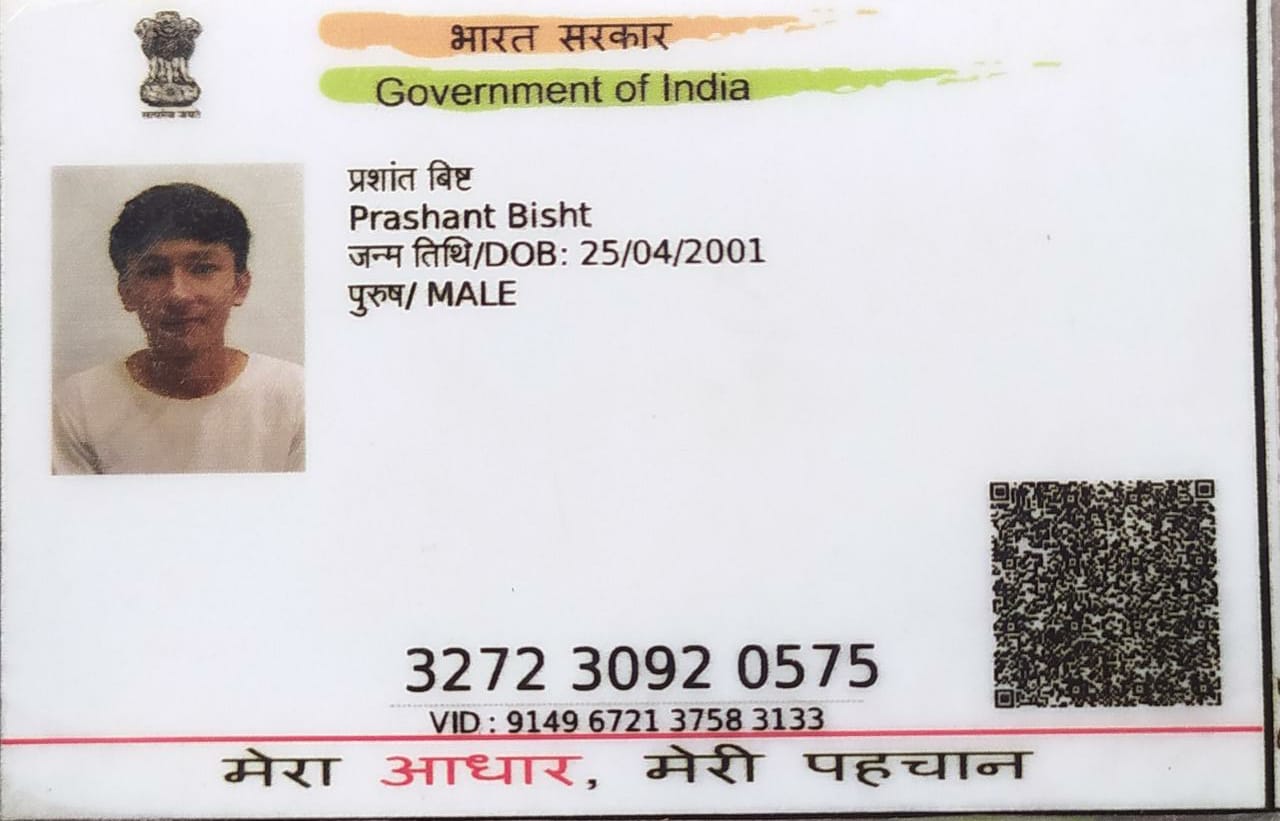 भारत सरकार
Government of India
सत्यमेव जयते
प्रशांत बिष्ट
Prashant Bisht
जन्म तिथि/DOB: 25/04/2001
पुरुष/ MALE
3272 3092 0575
VID : 9149 6721 3758 3133
मेरा आधार, मेरी पहचान